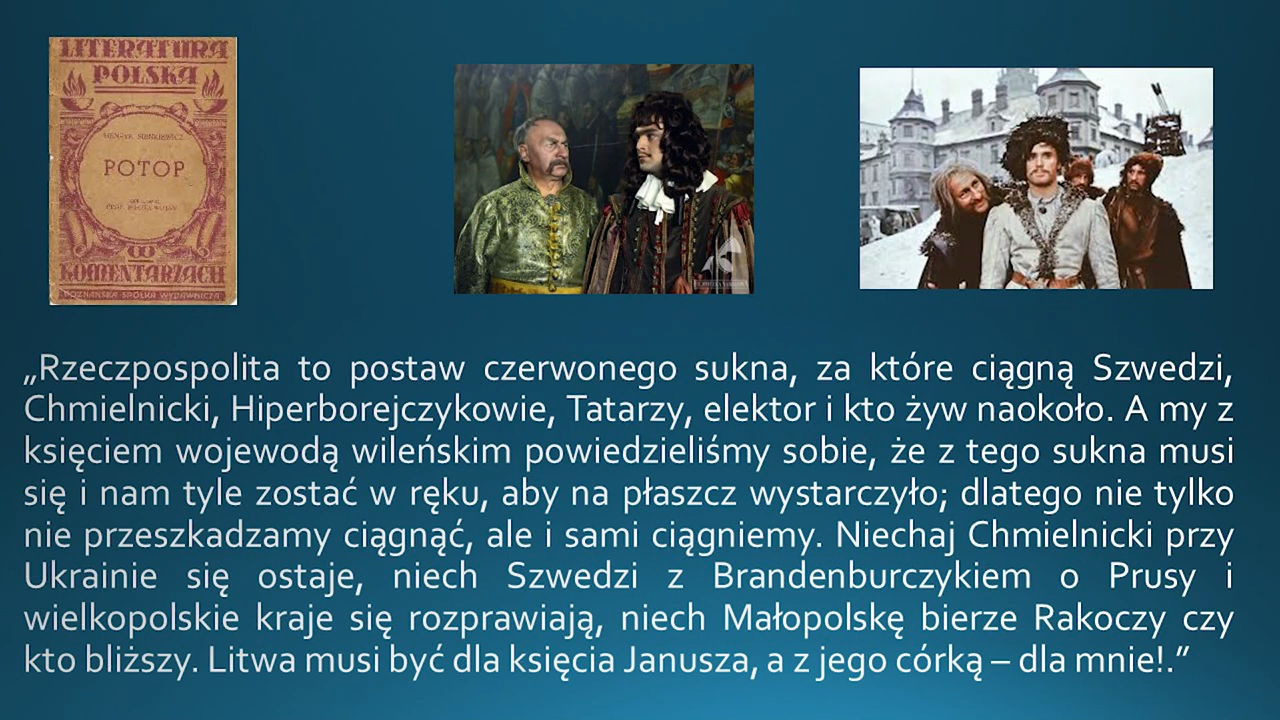 LITERATURA
POLSKA
HENRYK SIENKIEWICZ
POTOP
W
KOMENTARZACH
POZNAŃSKA SPÓŁKA WYDAWNICZA
„Rzeczpospolita to postaw czerwonego sukna, za które ciągną Szwedzi,
Chmielnicki, Hiperborejczykowie, Tatarzy, elektor i kto żyw naokoło. A my z
księciem wojewodą wileńskim powiedzieliśmy sobie, że z tego sukna musi
się i nam tyle zostać w ręku, aby na płaszcz wystarczyło; dlatego nie tylko
nie przeszkadzamy ciągnąć, ale i sami ciągniemy. Niechaj Chmielnicki przy
Ukrainie się ostaje, niech Szwedzi z Brandenburczykiem o Prusy i
wielkopolskie kraje się rozprawiają, niech Małopolskę bierze Rakoczy czy
kto bliższy. Litwa musi być dla księcia Janusza, a z jego córką – dla mnie!.”